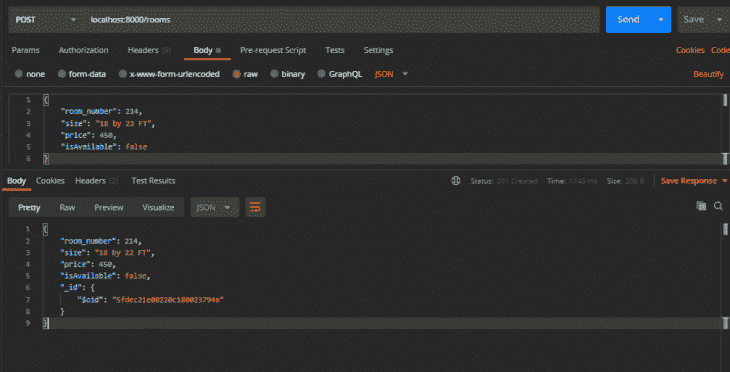 POST localhost:8000/rooms Send Save
Params Authorization Headers (9) Body Pre-request Script Tests Settings Cookies Code
none form-data x-www-form-urlencoded raw binary GraphQL JSON Beautify
1 {
2 "room_number": 214,
3 "size": "18 by 22 FT",
4 "price": 450,
5 "isAvailable": false
6 }
Body Cookies Headers (2) Test Results Status: 201 Created Time: 1743 ms Size: 206 B Save Response
Pretty Raw Preview Visualize JSON
1 {
2 "room_number": 214,
3 "size": "18 by 22 FT",
4 "price": 450,
5 "isAvailable": false,
6 "_id": {
7 "$oid":
8 }
9 }